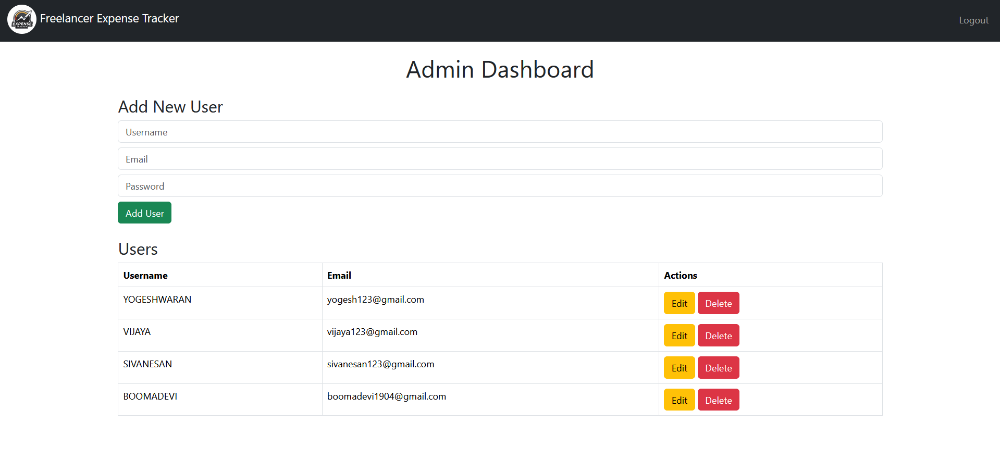 EXPENSE
TRACKER
Freelancer Expense Tracker
Logout
Admin Dashboard
Add New User
Username
Email
Password
Add User
Users
Username Email Actions
YOGESHWARAN yogesh123@gmail.com Edit Delete
VIJAYA vijaya123@gmail.com Edit Delete
SIVANESAN sivanesan123@gmail.com Edit Delete
BOOMADEVI boomadevi1904@gmail.com Edit Delete